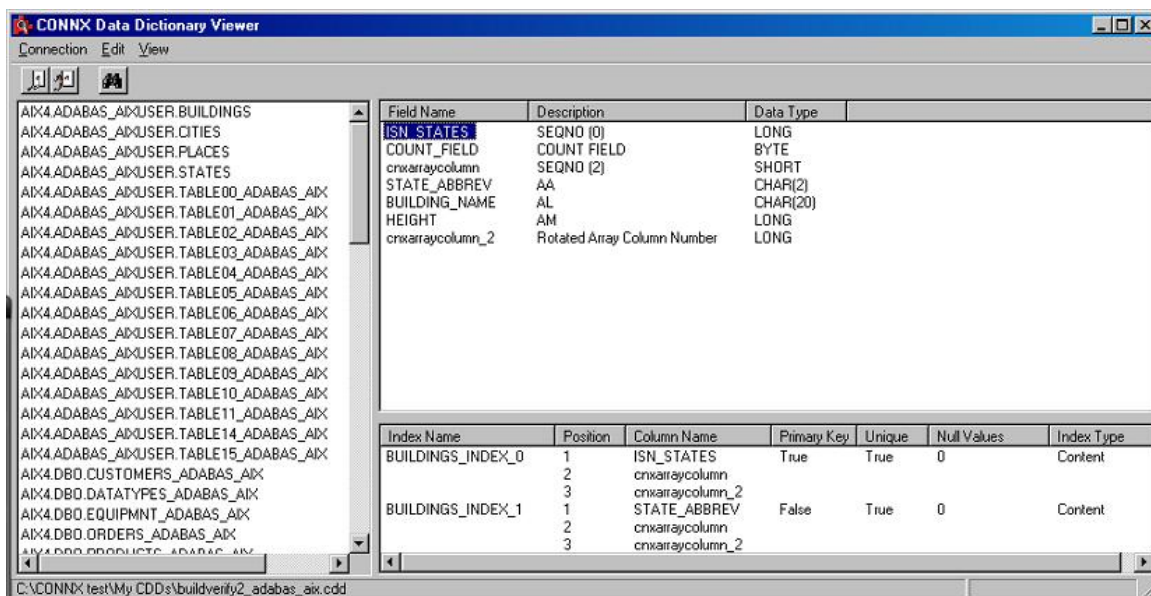 CONNX Data Dictionary Viewer
Connection Edit View
AIX4.ADABAS_AIXUSER.BUILDINGS
AIX4.ADABAS_AIXUSER.CITIES
AIX4.ADABAS_AIXUSER.PLACES
AIX4.ADABAS_AIXUSER.STATES
AIX4.ADABAS_AIXUSER.TABLE00_ADABAS_AIX
AIX4.ADABAS_AIXUSER.TABLE01_ADABAS_AIX
AIX4.ADABAS_AIXUSER.TABLE02_ADABAS_AIX
AIX4.ADABAS_AIXUSER.TABLE03_ADABAS_AIX
AIX4.ADABAS_AIXUSER.TABLE04_ADABAS_AIX
AIX4.ADABAS_AIXUSER.TABLE05_ADABAS_AIX
AIX4.ADABAS_AIXUSER.TABLE06_ADABAS_AIX
AIX4.ADABAS_AIXUSER.TABLE07_ADABAS_AIX
AIX4.ADABAS_AIXUSER.TABLE08_ADABAS_AIX
AIX4.ADABAS_AIXUSER.TABLE09_ADABAS_AIX
AIX4.ADABAS_AIXUSER.TABLE10_ADABAS_AIX
AIX4.ADABAS_AIXUSER.TABLE11_ADABAS_AIX
AIX4.ADABAS_AIXUSER.TABLE14_ADABAS_AIX
AIX4.ADABAS_AIXUSER.TABLE15_ADABAS_AIX
AIX4.DBO.CUSTOMERS_ADABAS_AIX
AIX4.DBO.DATATYPES_ADABAS_AIX
AIX4.DBO.EQUIPMNT_ADABAS_AIX
AIX4.DBO.ORDERS_ADABAS_AIX
AIX4.DBO.PRODUCTS_ADABAS_AIX
Field Name Description Data Type
ISN_STATES SEQNO (0) LONG
COUNT_FIELD COUNT FIELD BYTE
cnxarraycolumn SEQNO (2) SHORT
STATE_ABBREV AA CHAR(2)
BUILDING_NAME AL CHAR(20)
HEIGHT AM LONG
cnxarraycolumn_2 Rotated Array Column Number LONG
Index Name Position Column Name Primary Key Unique Null Values Index Type
BUILDINGS_INDEX_0 1 ISN_STATES True True 0 Content
2 cnxarraycolumn
3 cnxarraycolumn_2
BUILDINGS_INDEX_1 1 STATE_ABBREV False True 0 Content
2 cnxarraycolumn
3 cnxarraycolumn_2
C:\CONNX test\My CDDs\buildverify2_adabas_aix.cdd